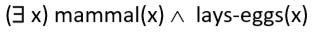 (∃ x) mammal(x) ∧ lays-eggs(x)